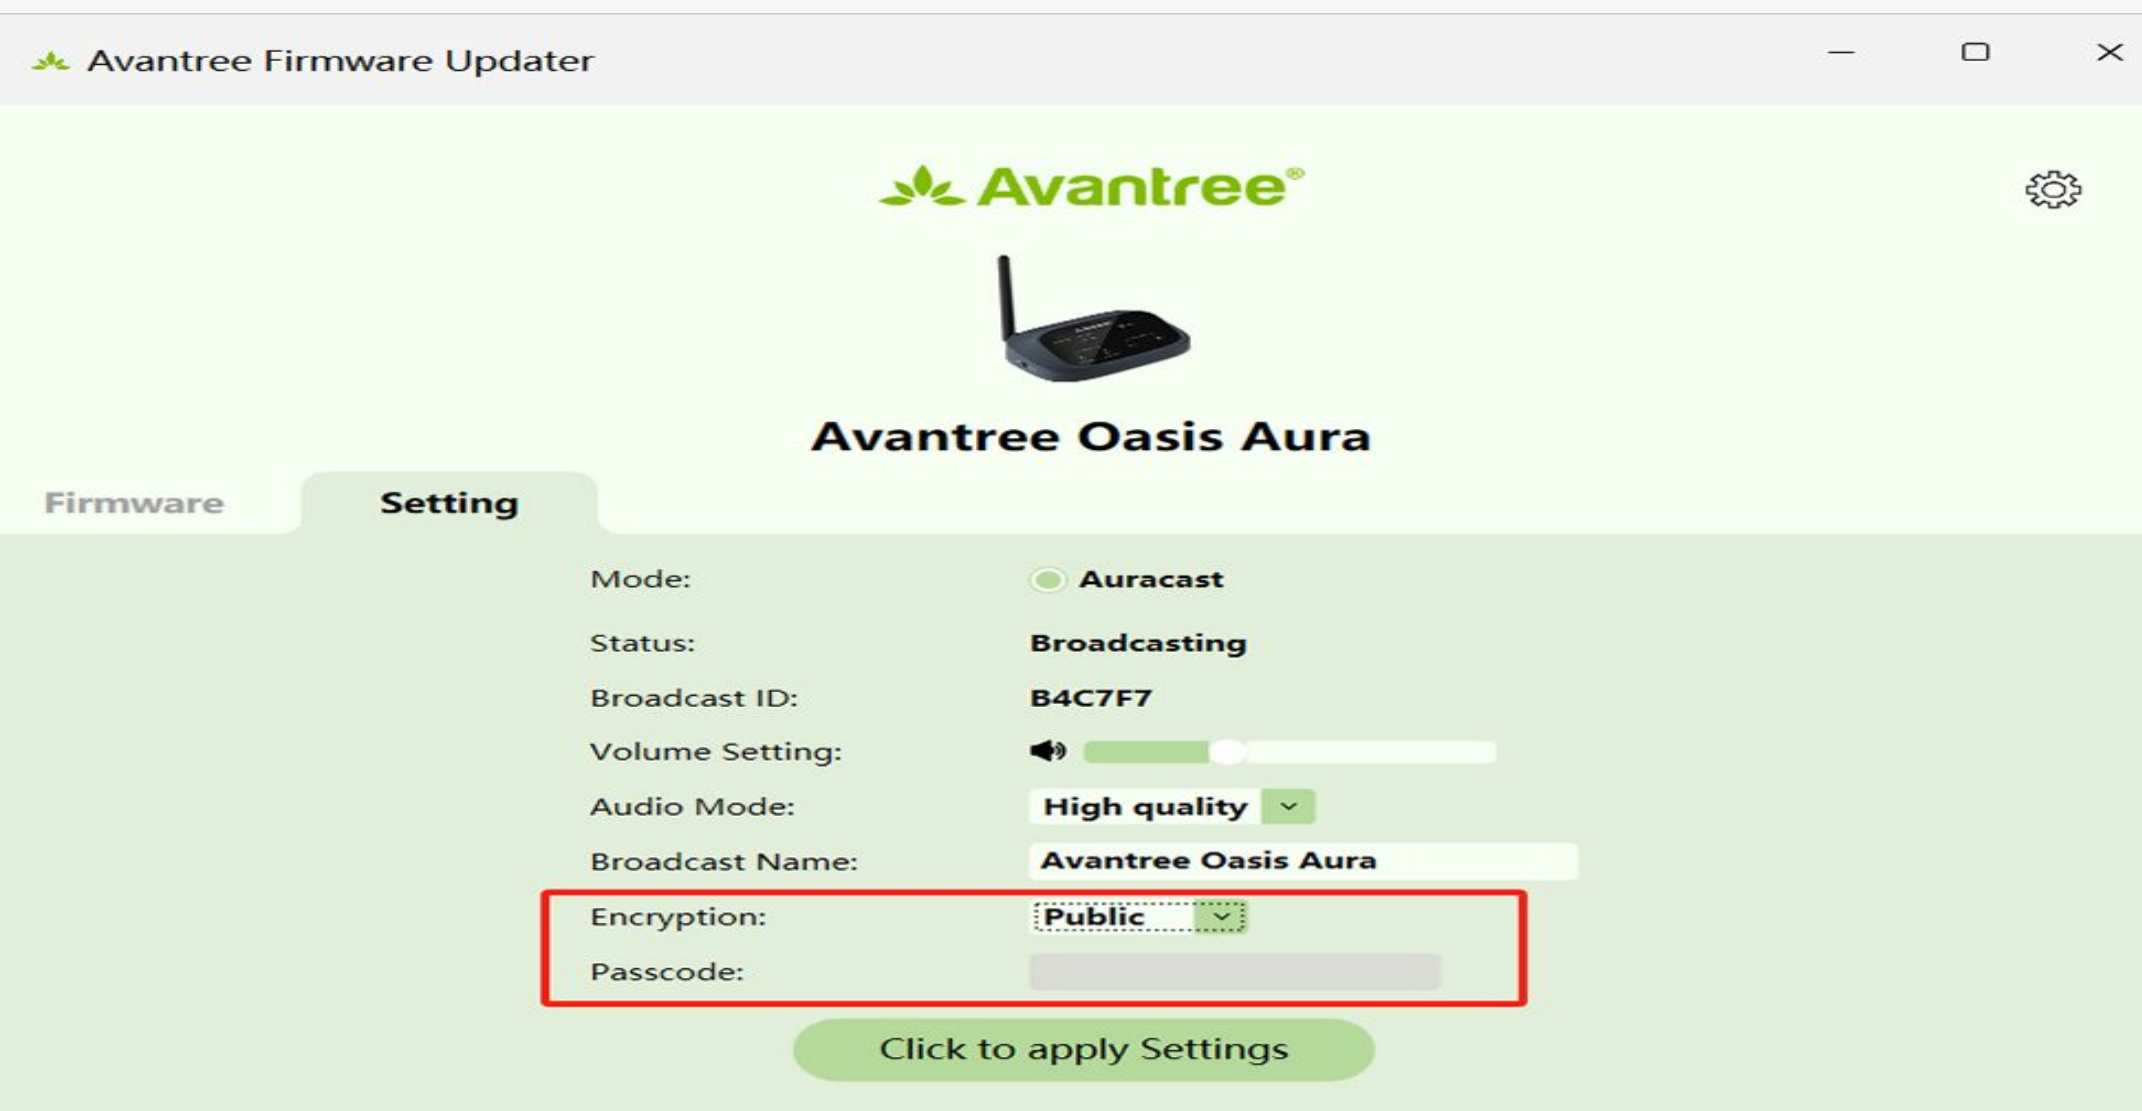 Avantree Firmware Updater
Avantree®
Avantree Oasis Aura
Firmware Setting
Mode: Auracast
Status: Broadcasting
Broadcast ID: B4C7F7
Volume Setting:
Audio Mode: High quality
Broadcast Name: Avantree Oasis Aura
Encryption: Public
Passcode:
Click to apply Settings